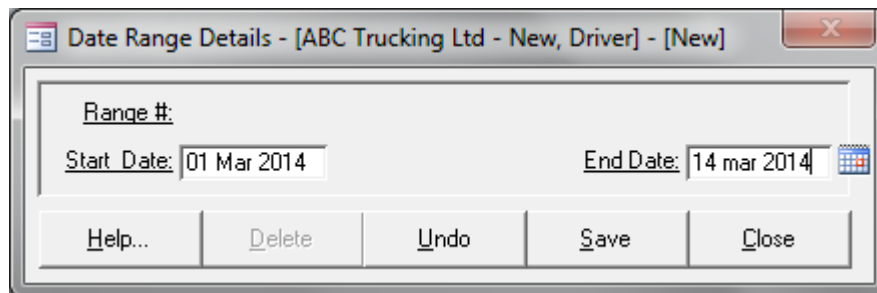 Date Range Details - [ABC Trucking Ltd - New, Driver] - [New]
Range #:
Start Date: 01 Mar 2014 End Date: 14 mar 2014
Help... Delete Undo Save Close